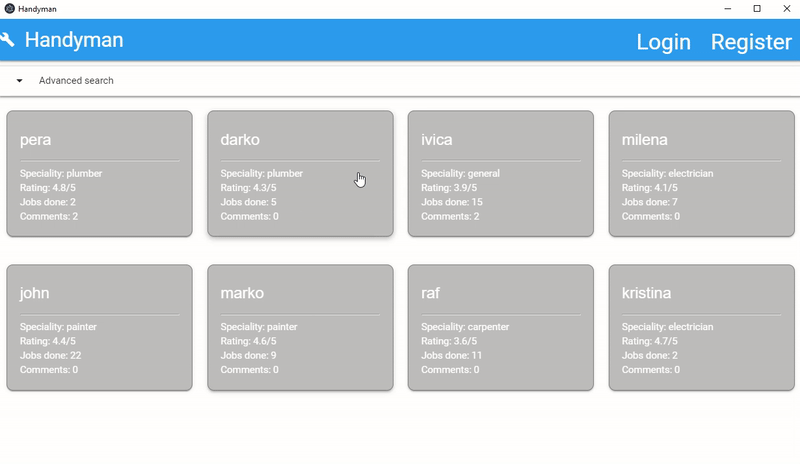 Handyman
Handyman
Login Register
Advanced search
pera
Speciality: plumber
Rating: 4.8/5
Jobs done: 2
Comments: 2
darko
Speciality: plumber
Rating: 4.3/5
Jobs done: 5
Comments: 0
ivica
Speciality: general
Rating: 3.9/5
Jobs done: 15
Comments: 2
milena
Speciality: electrician
Rating: 4.1/5
Jobs done: 7
Comments: 0
john
Speciality: painter
Rating: 4.4/5
Jobs done: 22
Comments: 0
marko
Speciality: painter
Rating: 4.6/5
Jobs done: 9
Comments: 0
raf
Speciality: carpenter
Rating: 3.6/5
Jobs done: 11
Comments: 0
kristina
Speciality: electrician
Rating: 4.7/5
Jobs done: 2
Comments: 0